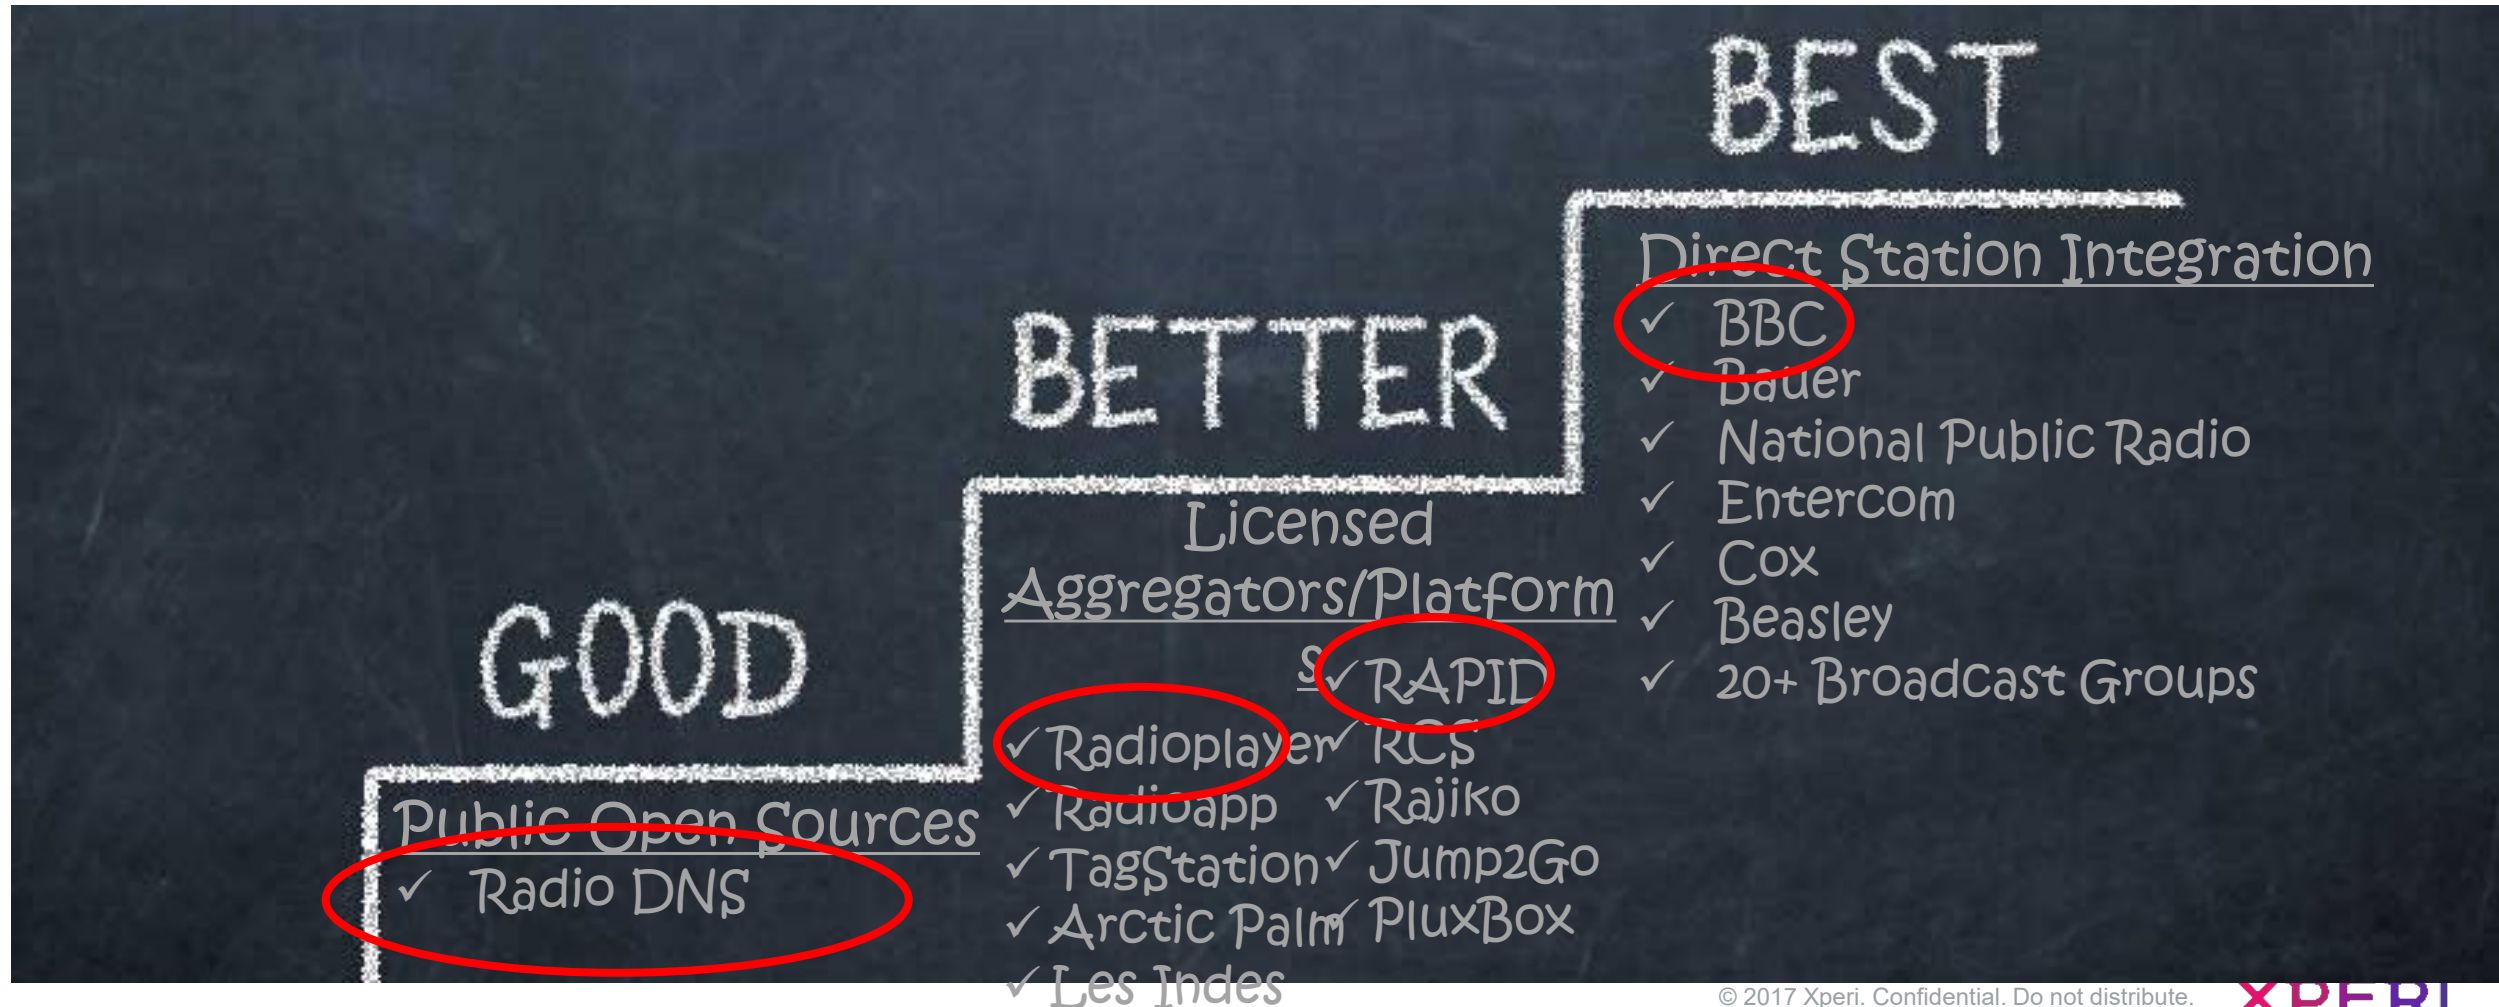 BEST
Direct Station Integration
✓ BBC
✓ Bauer
✓ National Public Radio
✓ Entercom
✓ Cox
✓ Beasley
✓ 20+ Broadcast Groups
BETTER
Licensed
Aggregators/Platform
s
✓ Radioplayer
✓ Radioapp
✓ TagStation
✓ Arctic Palm
✓ Les Indes
✓ RAPID
✓ RCS
✓ Rajiko
✓ Jump2Go
✓ PluxBox
GOOD
Public Open Sources
✓ Radio DNS
© 2017 Xperi. Confidential. Do not distribute.
XPERI